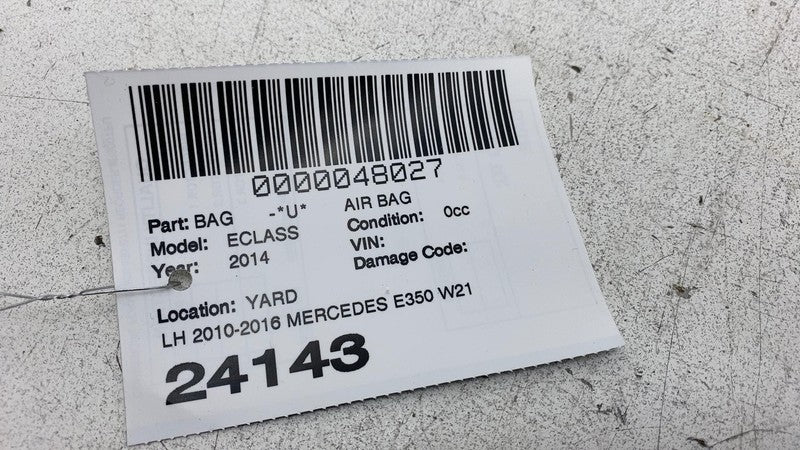 0000048027
Part: BAG -*U* AIR BAG
Model: ECLASS Condition: 0cc
Year: 2014 VIN:
Damage Code:
Location: YARD
LH 2010-2016 MERCEDES E350 W21
24143